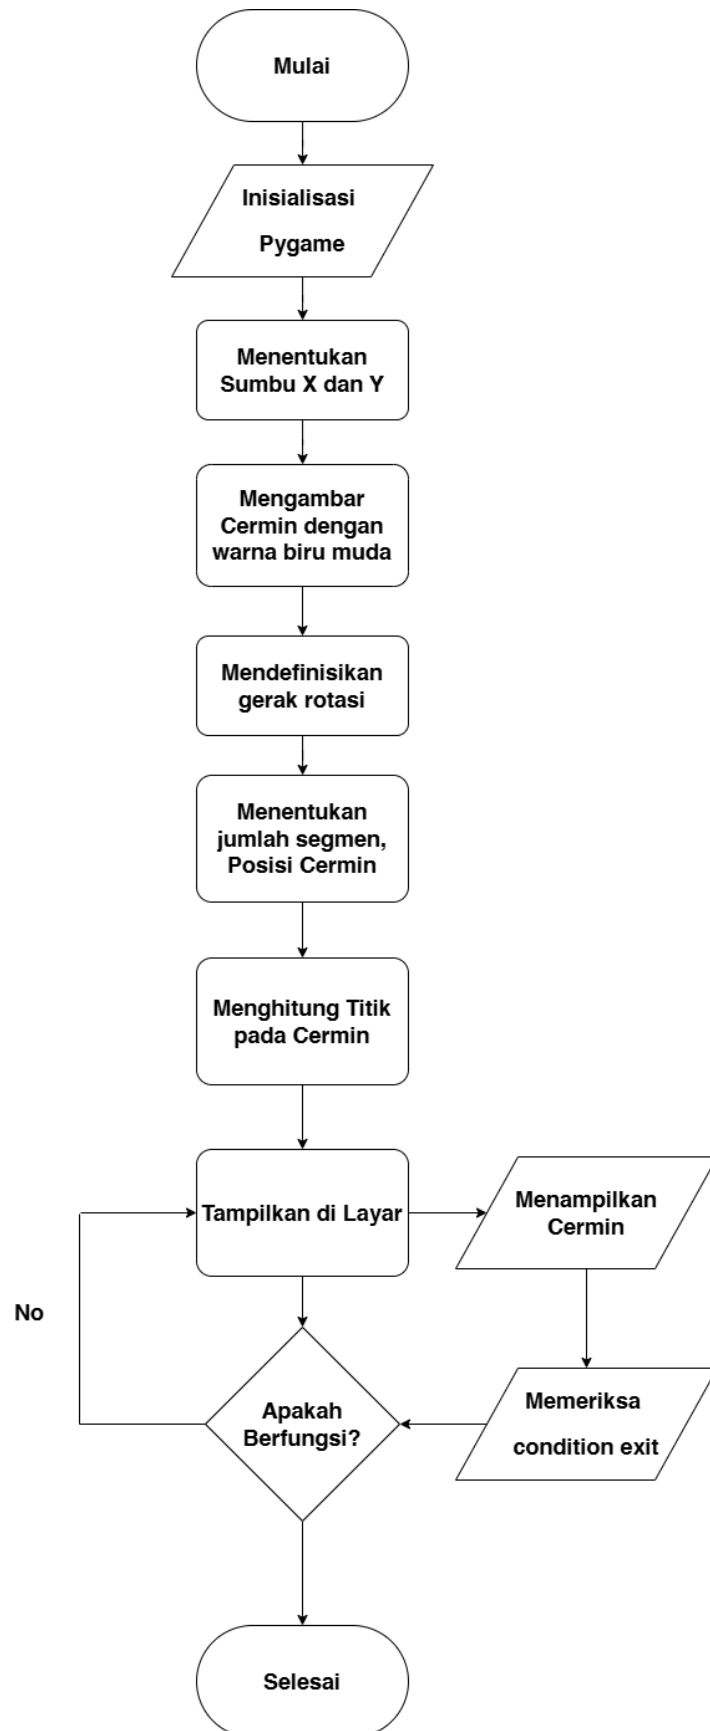 Mulai
Inisialisasi
Pygame
Menentukan
Sumbu X dan Y
Mengambar
Cermin dengan
warna biru muda
Mendefinisikan
gerak rotasi
Menentukan
jumlah segmen,
Posisi Cermin
Menghitung Titik
pada Cermin
Tampilkan di Layar
Menampilkan
Cermin
No
Apakah
Berfungsi?
Memeriksa
condition exit
Selesai